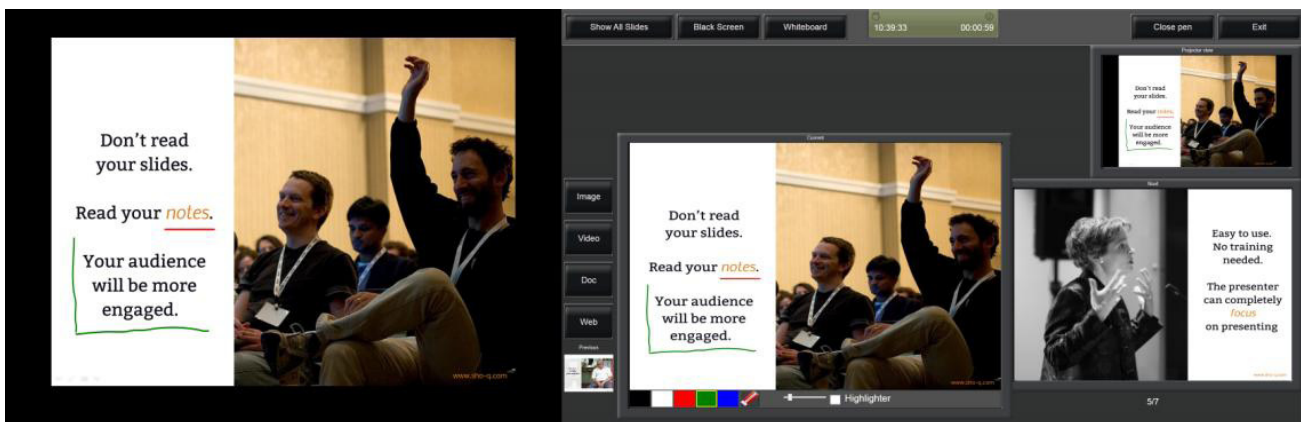 Don't read
your slides.
Read your notes.
Your audience
will be more
engaged.
www.sho-q.com
Show All Slides
Black Screen
Whiteboard
10:39:33
00:00:59
Close pen
Exit
Projector view
Don't read
your slides.
Read your notes.
Your audience
will be more
engaged.
Current
Image
Video
Doc
Web
Previous
Don't read
your slides.
Read your notes.
Your audience
will be more
engaged.
www.sho-q.com
Highlighter
Next
Easy to use.
No training
needed.
The presenter
can completely
focus
on presenting
www.sho-q.com
5/7